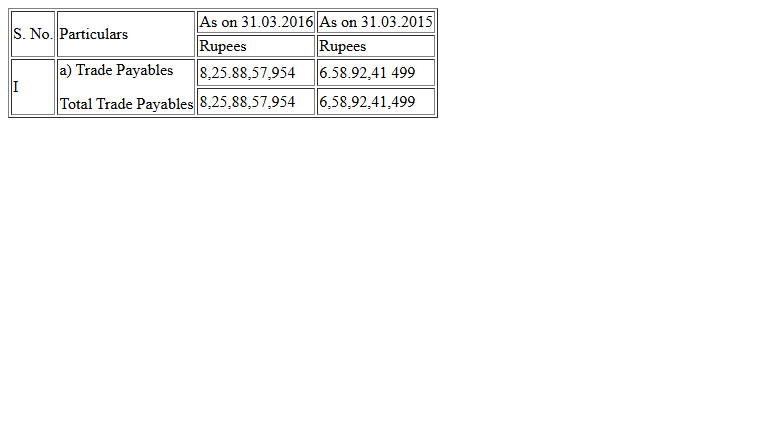 S. No. Particulars As on 31.03.2016 As on 31.03.2015
Rupees Rupees
I a) Trade Payables 8,25.88,57,954 6.58.92,41 499
Total Trade Payables 8,25,88,57,954 6,58,92,41,499